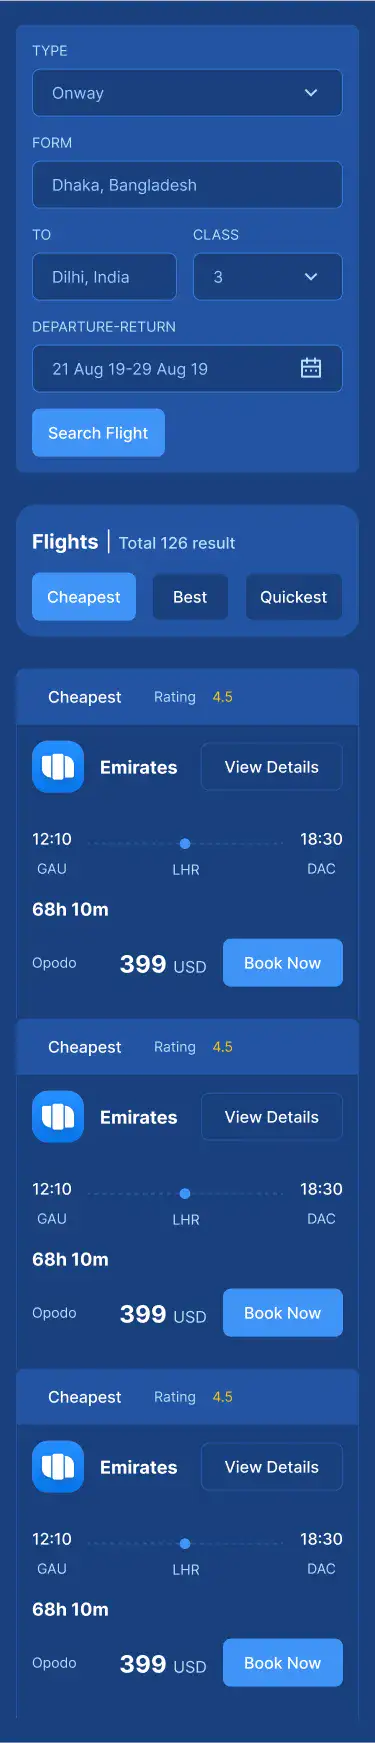 TYPE
Onway
FORM
Dhaka, Bangladesh
TO CLASS
Dilhi, India 3
DEPARTURE-RETURN
21 Aug 19-29 Aug 19
Search Flight
Flights | Total 126 result
Cheapest Best Quickest
Cheapest Rating 4.5
Emirates View Details
12:10 18:30
GAU LHR DAC
68h 10m
Opodo 399 USD Book Now
Cheapest Rating 4.5
Emirates View Details
12:10 18:30
GAU LHR DAC
68h 10m
Opodo 399 USD Book Now
Cheapest Rating 4.5
Emirates View Details
12:10 18:30
GAU LHR DAC
68h 10m
Opodo 399 USD Book Now